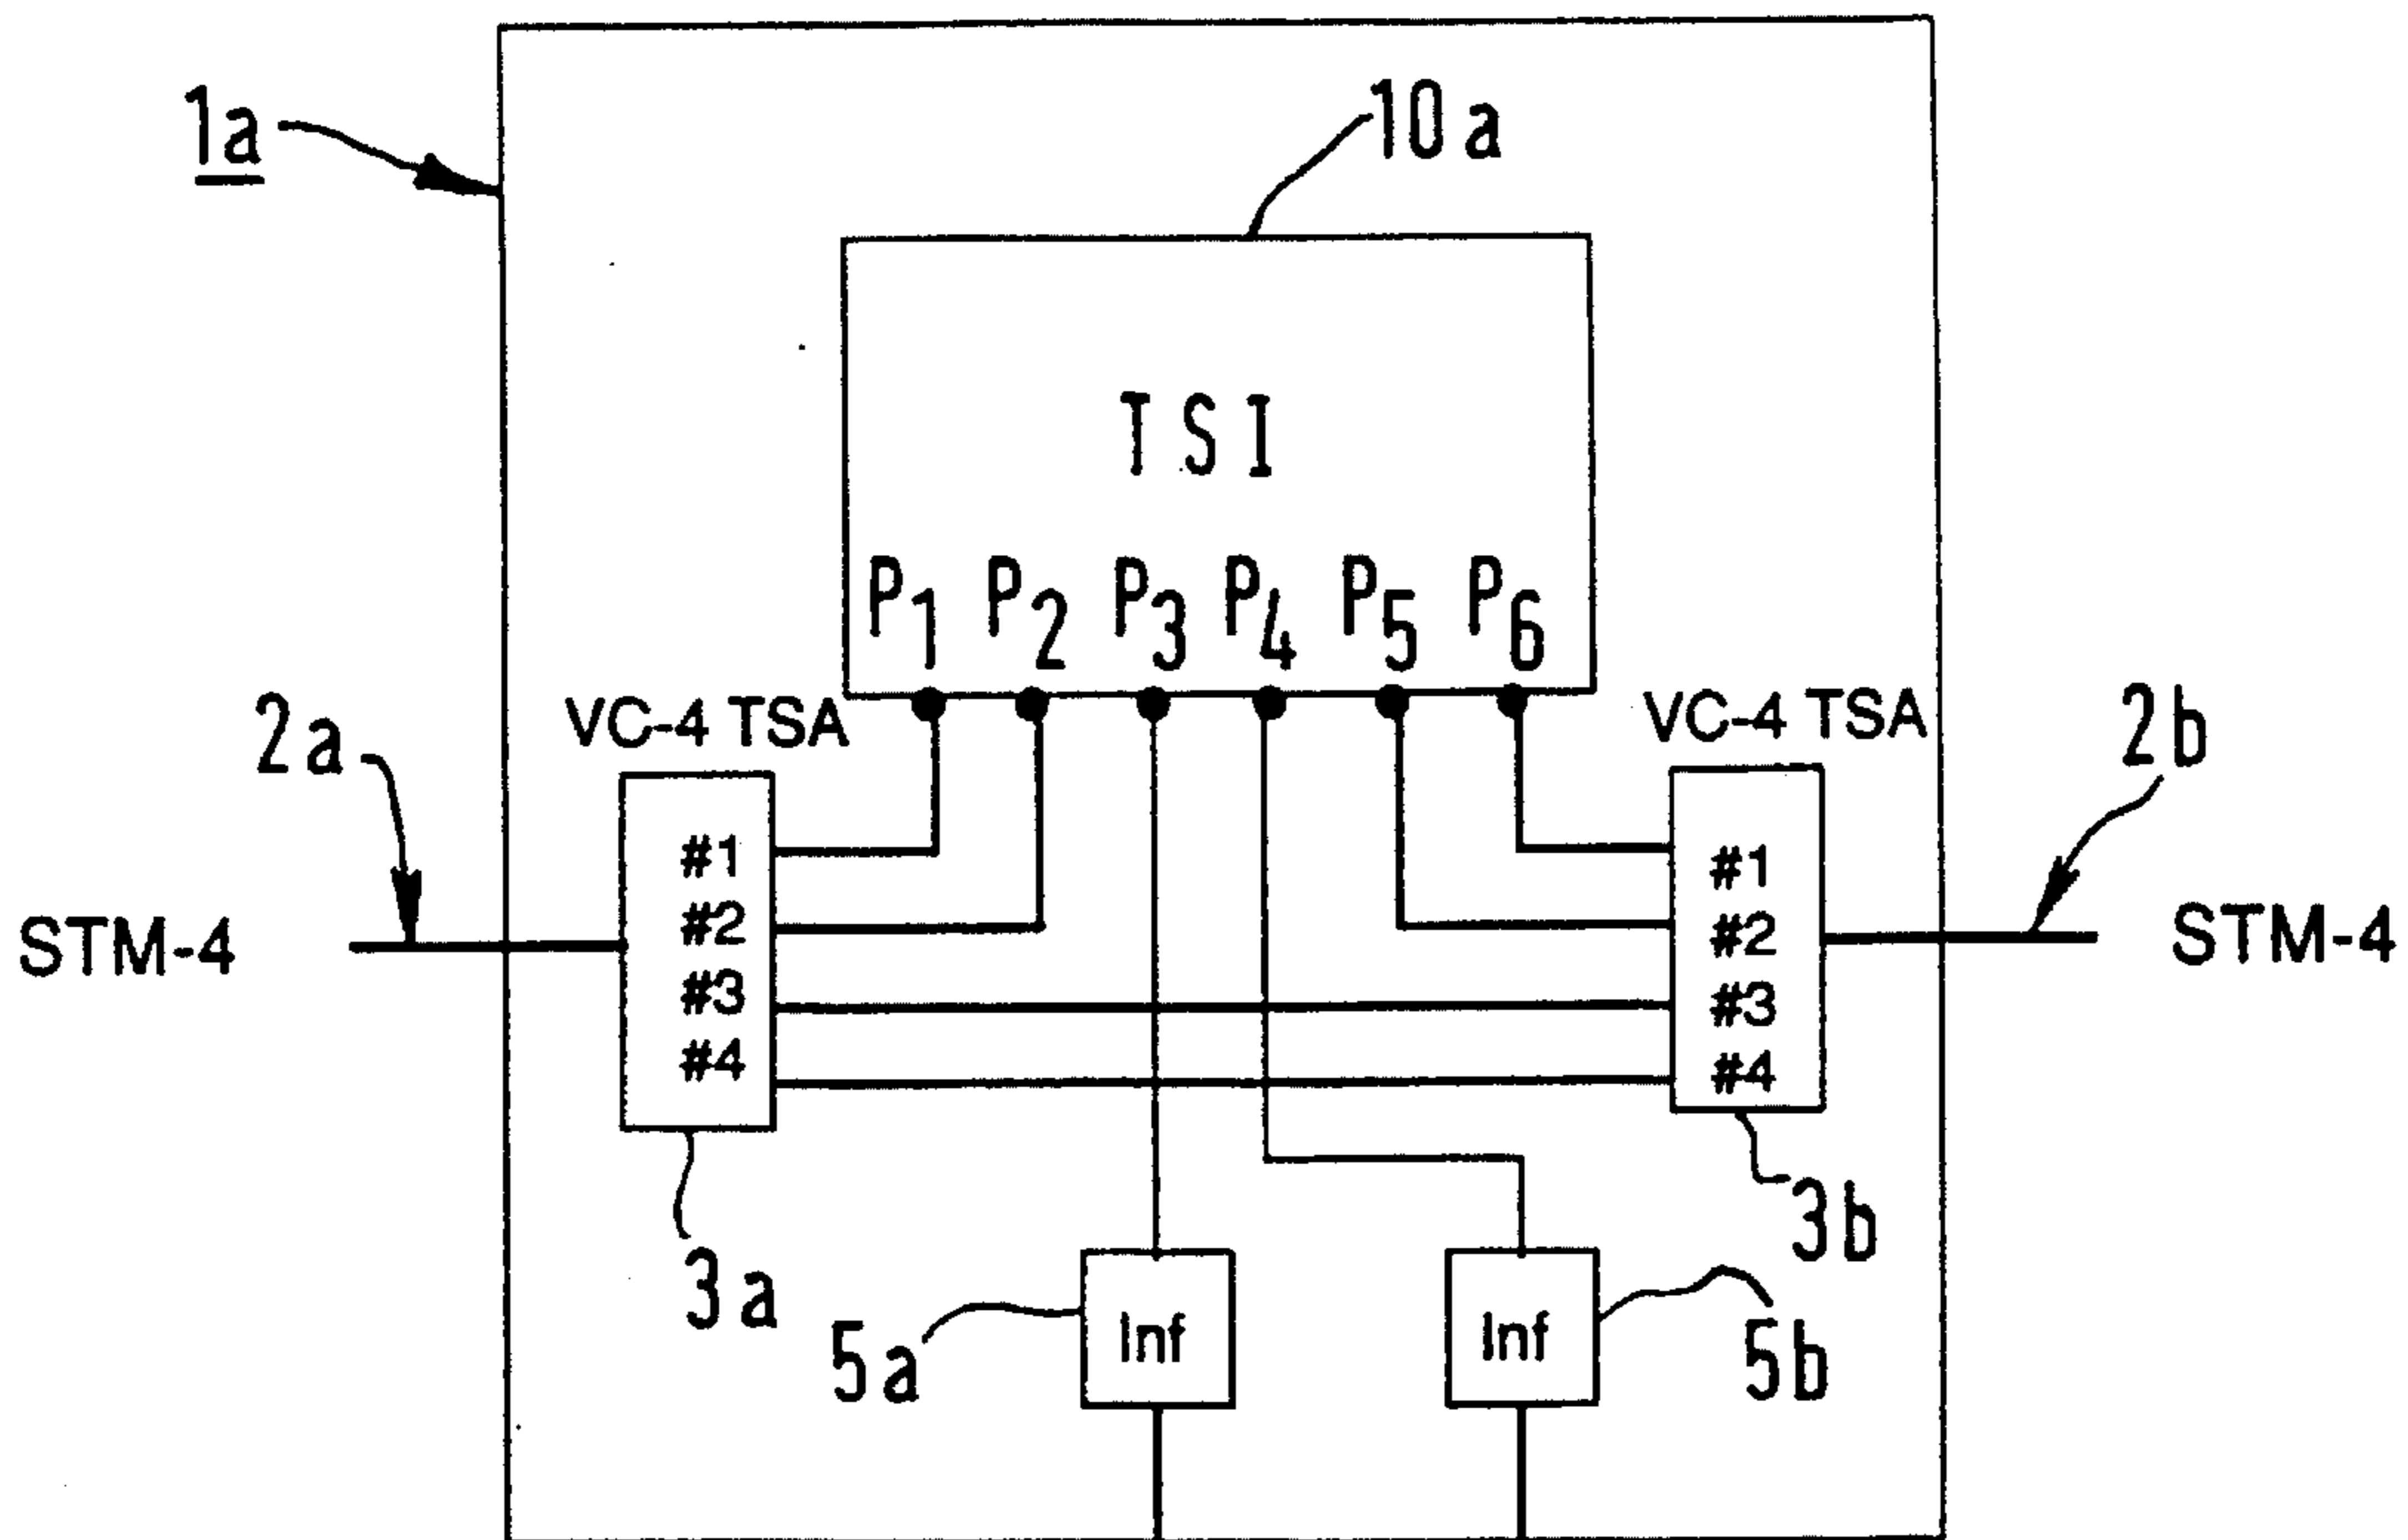 1a
10a
TSI
P1 P2 P3 P4 P5 P6
VC-4 TSA
VC-4 TSA
2a
2b
STM-4
STM-4
#1
#2
#3
#4
#1
#2
#3
#4
3a
3b
5a
Inf
Inf
5b